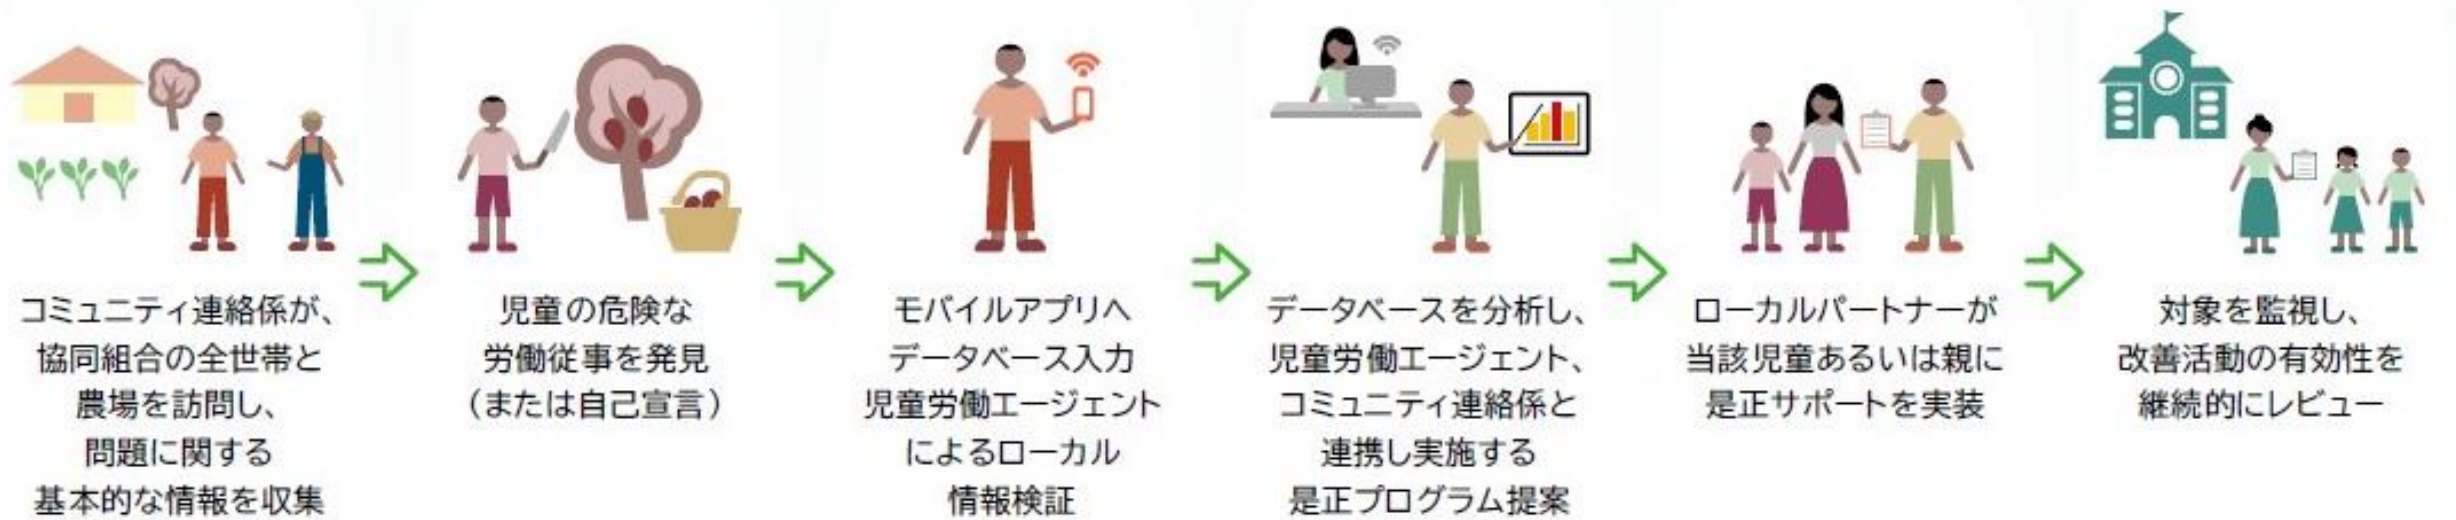 コミュニティ連絡係が、
協同組合の全世帯と
農場を訪問し、
問題に関する
基本的な情報を収集
児童の危険な
労働従事を発見
（または自己宣言）
モバイルアプリへ
データベース入力
児童労働エージェント
によるローカル
情報検証
データベースを分析し、
児童労働エージェント、
コミュニティ連絡係と
連携し実施する
是正プログラム提案
ローカルパートナーが
当該児童あるいは親に
是正サポートを実装
対象を監視し、
改善活動の有効性を
継続的にレビュー